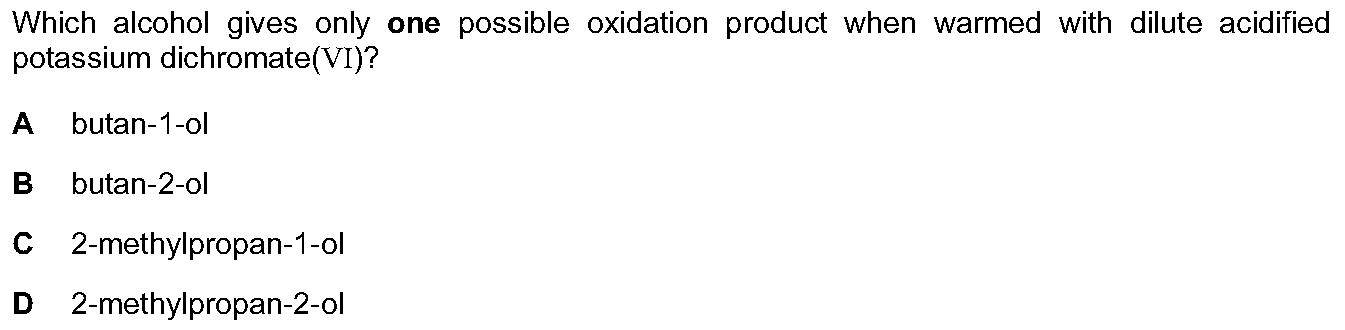 Which alcohol gives only one possible oxidation product when warmed with dilute acidified
potassium dichromate(VI)?
A butan-1-ol
B butan-2-ol
C 2-methylpropan-1-ol
D 2-methylpropan-2-ol